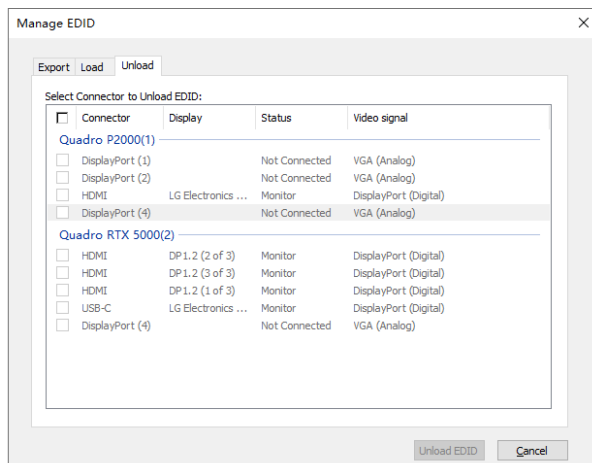 Manage EDID
Export Load Unload
Select Connector to Unload EDID:
Connector Display Status Video signal
Quadro P2000(1)
DisplayPort (1) Not Connected VGA (Analog)
DisplayPort (2) Not Connected VGA (Analog)
HDMI LG Electronics ... Monitor DisplayPort (Digital)
DisplayPort (4) Not Connected VGA (Analog)
Quadro RTX 5000(2)
HDMI DP1.2 (2 of 3) Monitor DisplayPort (Digital)
HDMI DP1.2 (3 of 3) Monitor DisplayPort (Digital)
HDMI DP1.2 (1 of 3) Monitor DisplayPort (Digital)
USB-C LG Electronics ... Monitor DisplayPort (Digital)
DisplayPort (4) Not Connected VGA (Analog)
Unload EDID Cancel